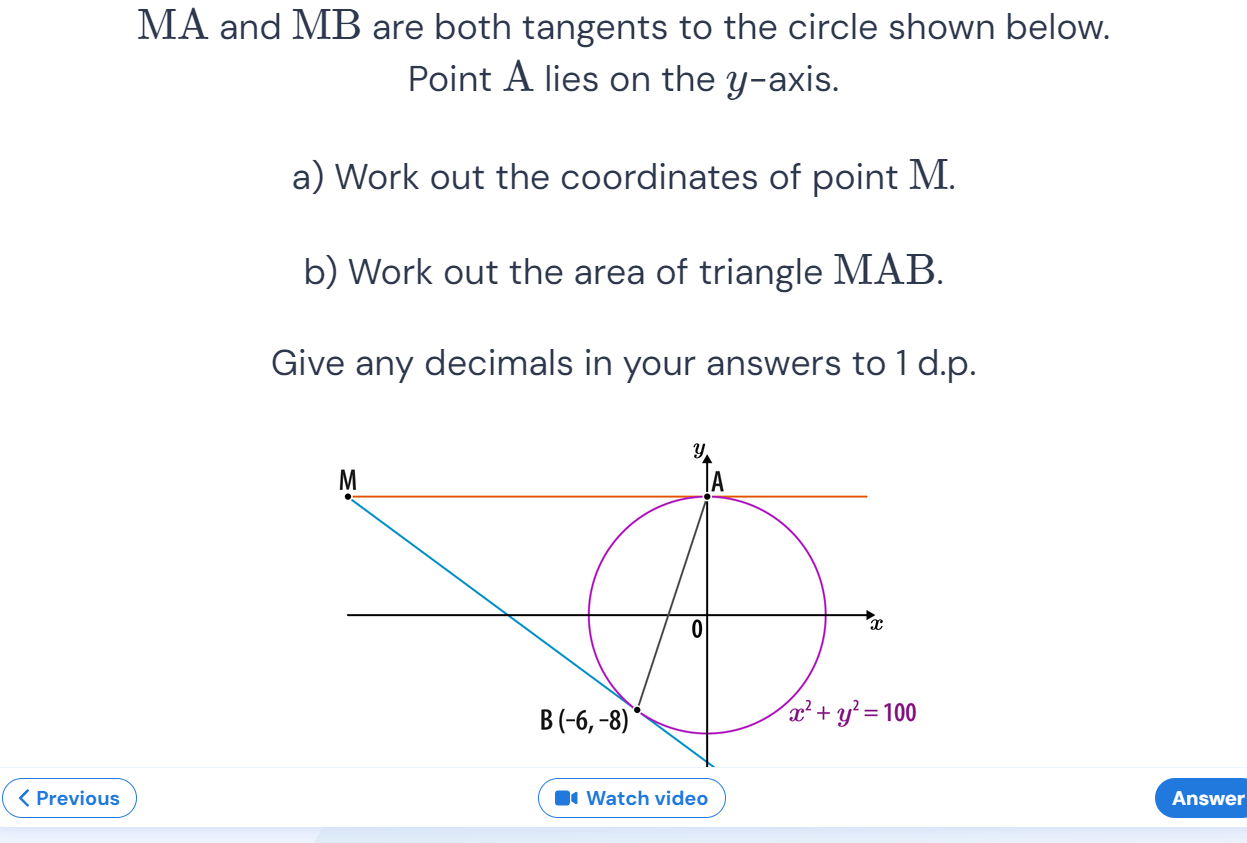 MA and MB are both tangents to the circle shown below.
Point A lies on the y-axis.
a) Work out the coordinates of point M.
b) Work out the area of triangle MAB.
Give any decimals in your answers to 1 d.p.
y
M
A
0
x
B (-6, -8)
x² + y² = 100
Previous
Watch video
Answer